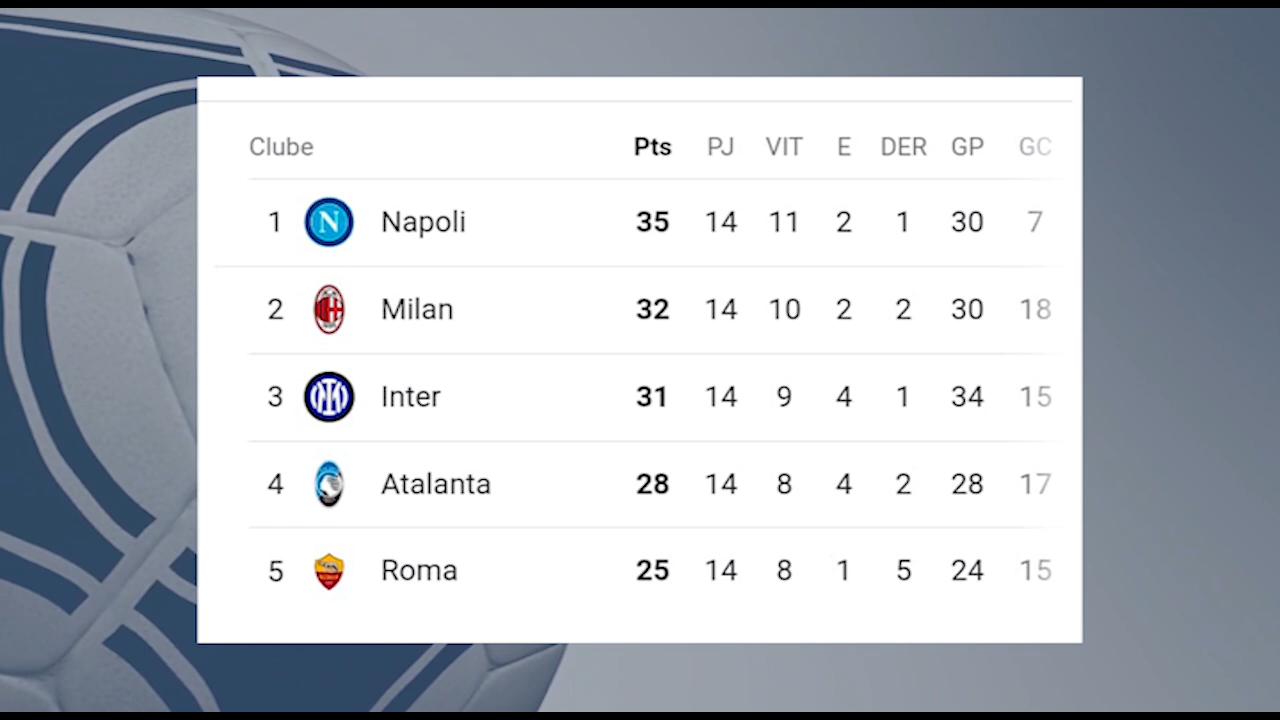 Clube Pts PJ VIT E DER GP GC
1 N Napoli 35 14 11 2 1 30 7
2 Milan 32 14 10 2 2 30 18
3 Inter 31 14 9 4 1 34 15
4 Atalanta 28 14 8 4 2 28 17
5 Roma 25 14 8 1 5 24 15